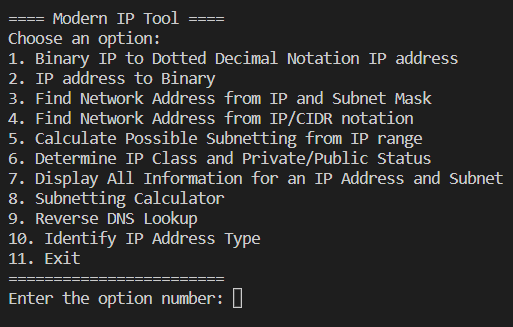 ==== Modern IP Tool ====
Choose an option:
1. Binary IP to Dotted Decimal Notation IP address
2. IP address to Binary
3. Find Network Address from IP and Subnet Mask
4. Find Network Address from IP/CIDR notation
5. Calculate Possible Subnetting from IP range
6. Determine IP Class and Private/Public Status
7. Display All Information for an IP Address and Subnet
8. Subnetting Calculator
9. Reverse DNS Lookup
10. Identify IP Address Type
11. Exit
========================
Enter the option number: